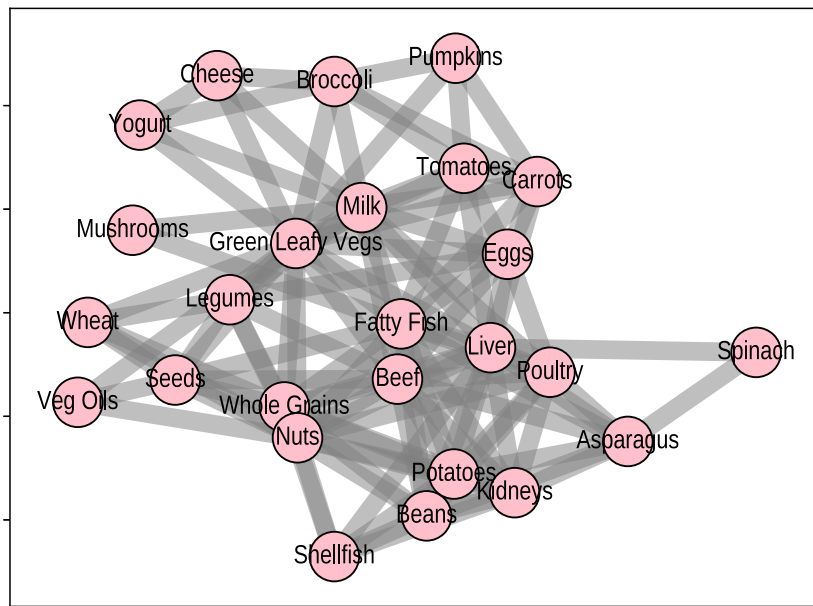 Pumpkins
Cheese
Broccoli
Yogurt
Tomatoes
Carrots
Milk
Mushrooms
Green Leafy Vegs
Eggs
Legumes
Wheat
Fatty Fish
Liver
Spinach
Seeds
Beef
Poultry
Veg Oils
Whole Grains
Nuts
Asparagus
Potatoes
Kidneys
Beans
Shellfish